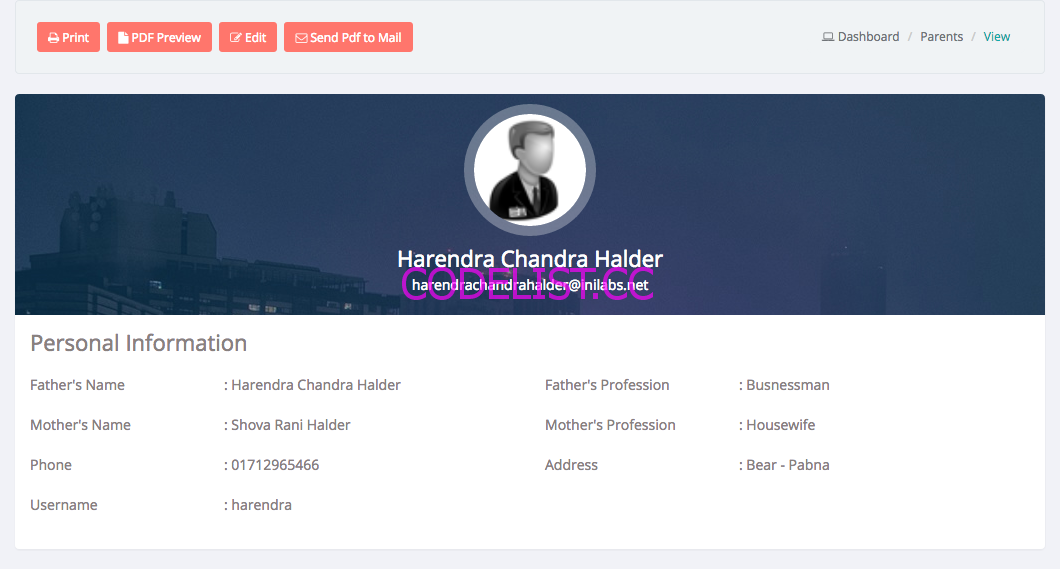 Print PDF Preview Edit Send Pdf to Mail Dashboard / Parents / View
Harendra Chandra Halder
CODELIST.CC
harendrachandrahalder@inilabs.net
Personal Information
Father's Name : Harendra Chandra Halder Father's Profession : Busnessman
Mother's Name : Shova Rani Halder Mother's Profession : Housewife
Phone : 01712965466 Address : Bear - Pabna
Username : harendra